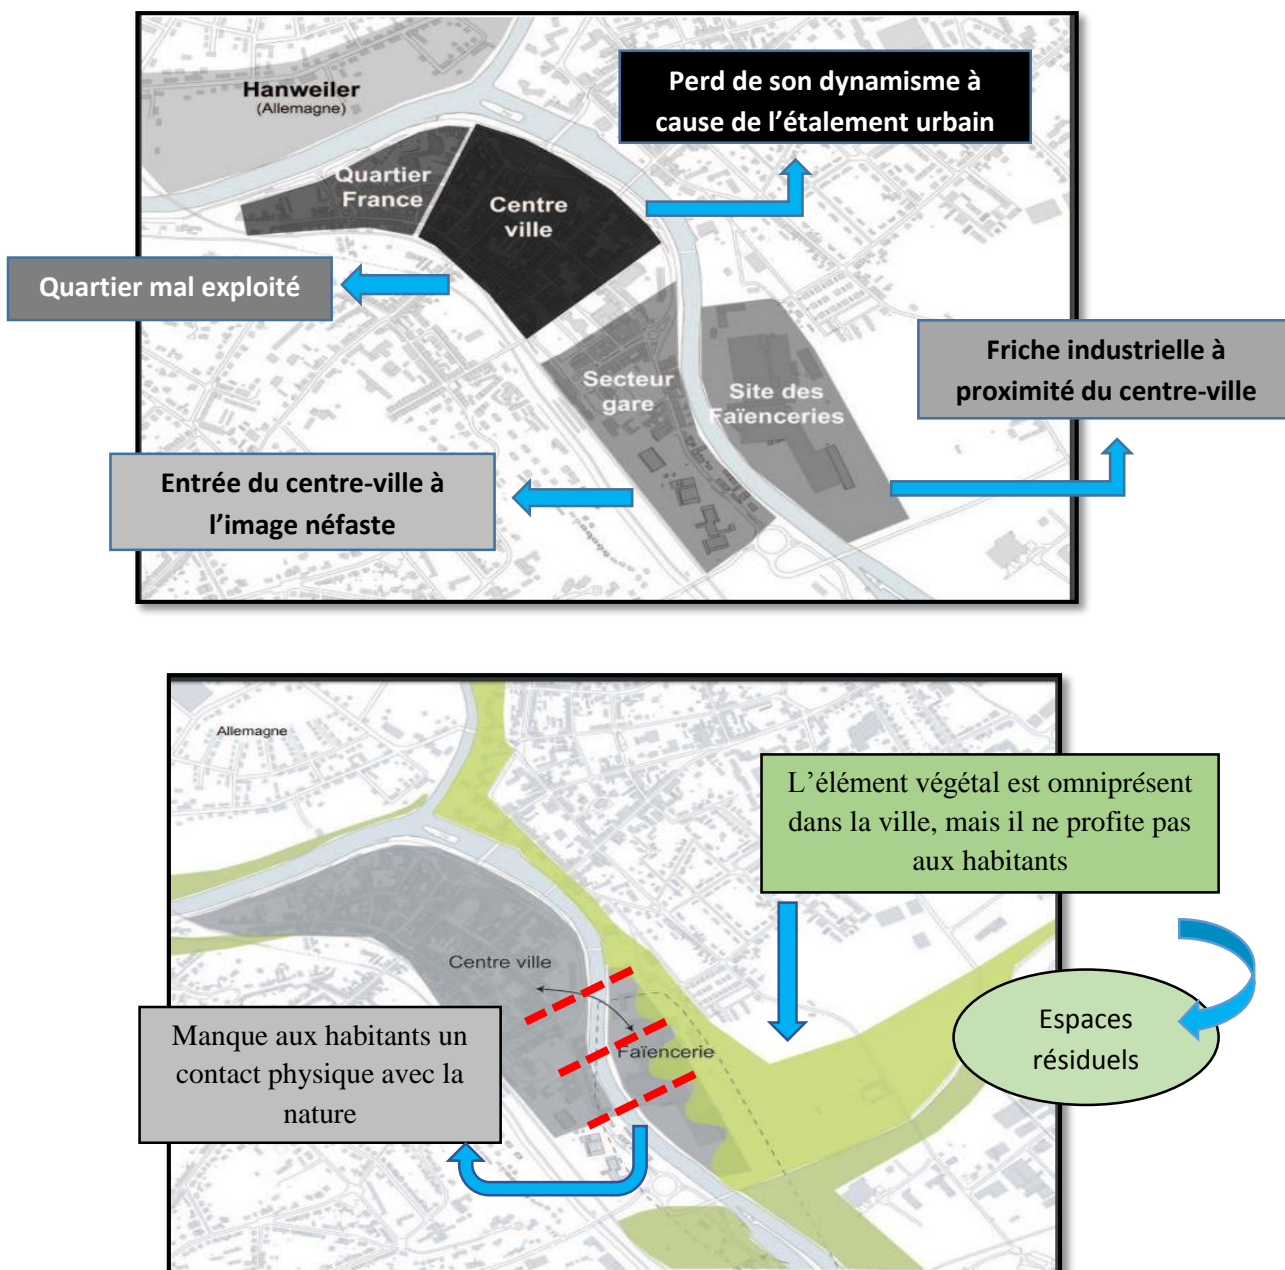 Hanweiler
(Allemagne)
Perd de son dynamisme à
cause de l’étalement urbain
Quartier
France
Centre
ville
Quartier mal exploité
Friche industrielle à
proximité du centre-ville
Secteur
gare
Site des
Faïenceries
Entrée du centre-ville à
l’image néfaste
Allemagne
L’élément végétal est omniprésent
dans la ville, mais il ne profite pas
aux habitants
Centre ville
Espaces
résiduels
Manque aux habitants un
contact physique avec la
nature
Faïencerie